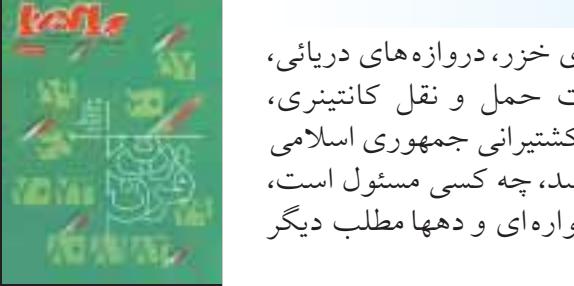 ی خزر، دروازه‌های دریائی،
ت حمل و نقل کانتینری،
کشتیرانی جمهوری اسلامی
سد، چه کسی مسئول است،
واره‌ای و دهها مطلب دیگر